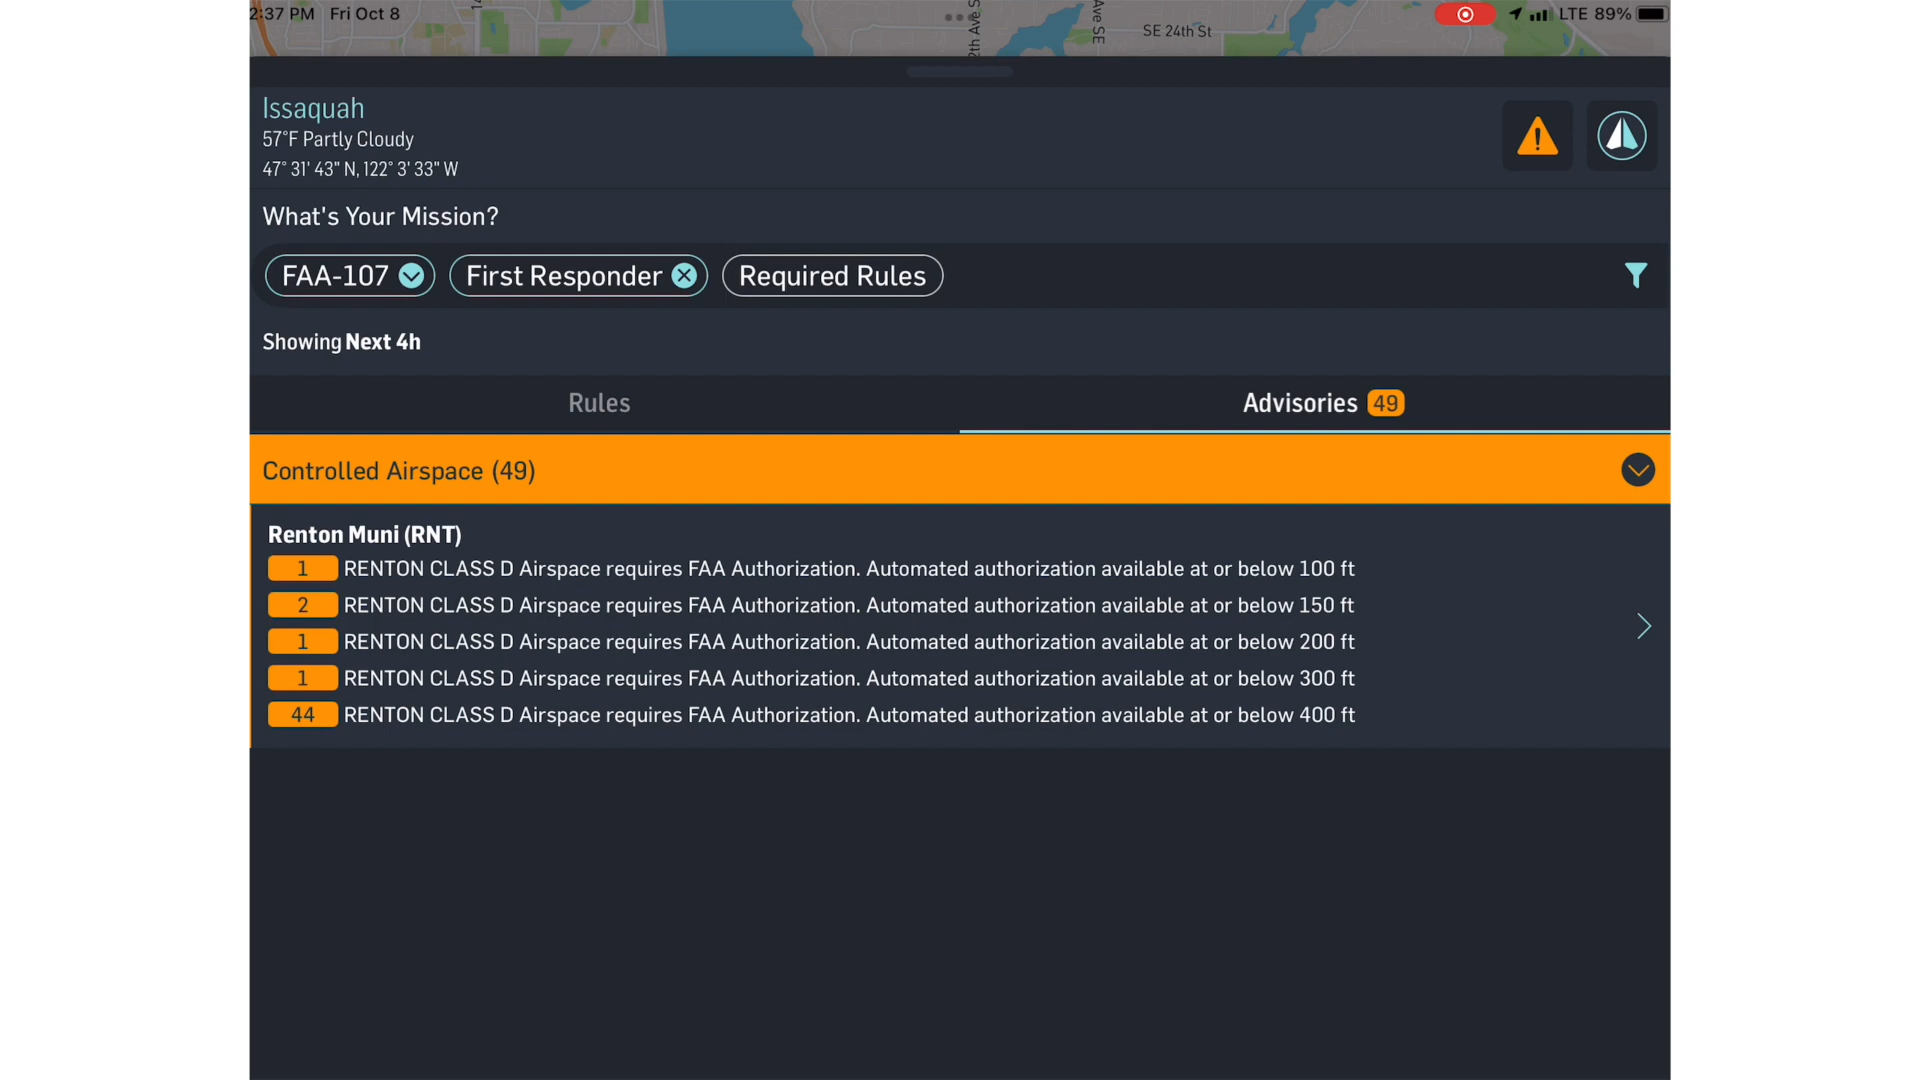 2:37 PM Fri Oct 8
LTE 89%
Ave SE
SE 24th St
Issaquah
57°F Partly Cloudy
47° 31' 43" N, 122° 3' 33" W
What's Your Mission?
FAA-107 First Responder Required Rules
Showing Next 4h
Rules
Advisories 49
Controlled Airspace (49)
Renton Muni (RNT)
1 RENTON CLASS D Airspace requires FAA Authorization. Automated authorization available at or below 100 ft
2 RENTON CLASS D Airspace requires FAA Authorization. Automated authorization available at or below 150 ft
1 RENTON CLASS D Airspace requires FAA Authorization. Automated authorization available at or below 200 ft
1 RENTON CLASS D Airspace requires FAA Authorization. Automated authorization available at or below 300 ft
44 RENTON CLASS D Airspace requires FAA Authorization. Automated authorization available at or below 400 ft